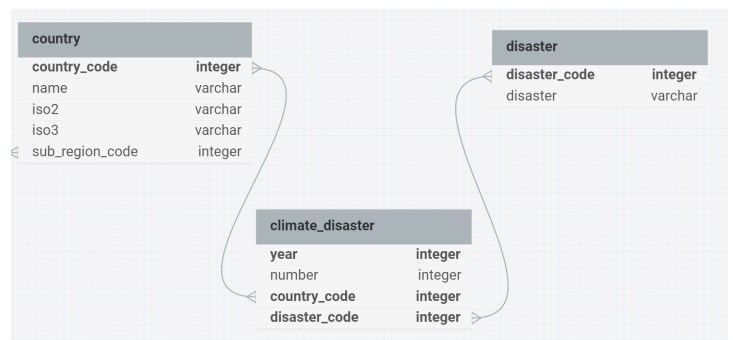 country
country_code integer
name varchar
iso2 varchar
iso3 varchar
sub_region_code integer
disaster
disaster_code integer
disaster varchar
climate_disaster
year integer
number integer
country_code integer
disaster_code integer